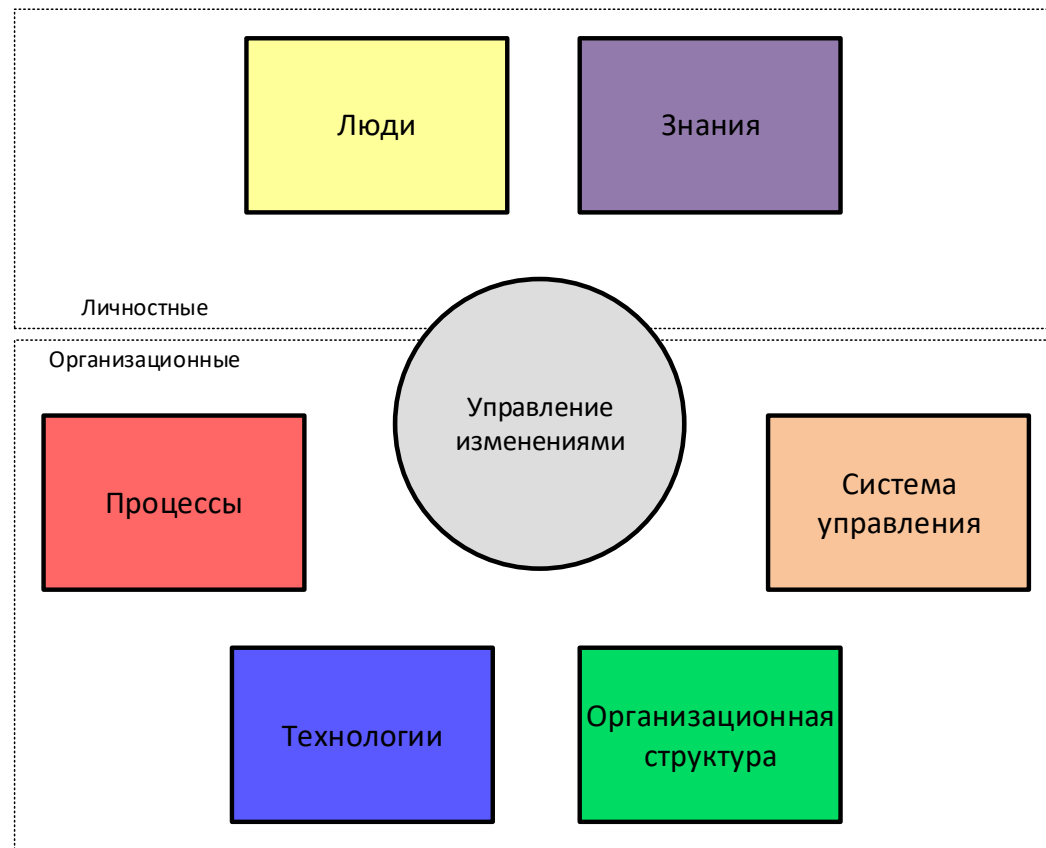 Люди
Знания
Личностные
Организационные
Управление
изменениями
Процессы
Система
управления
Технологии
Организационная
структура